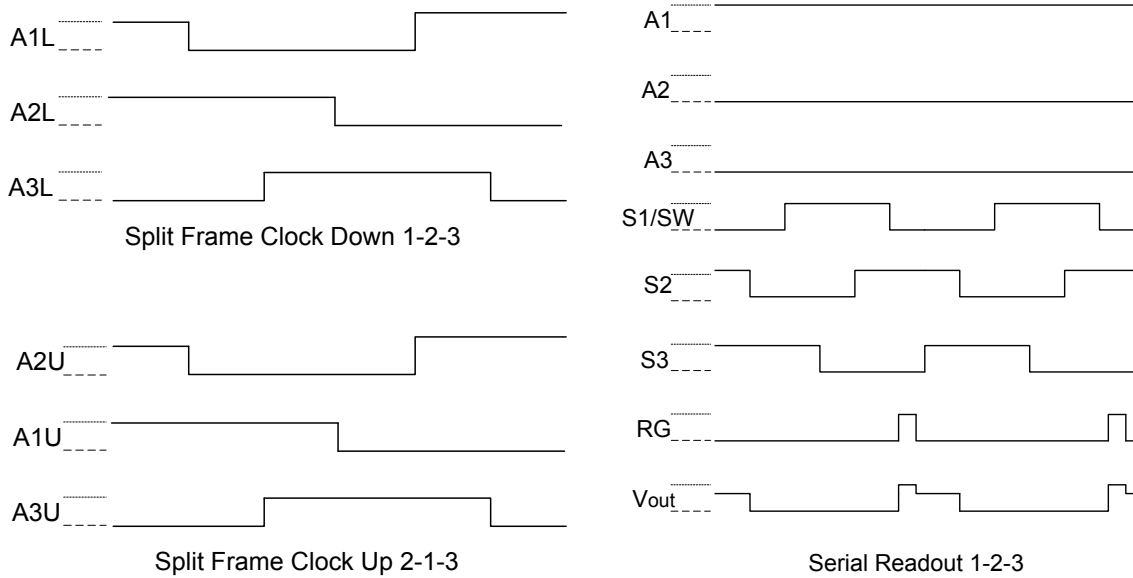 A1L
A2L
A3L
Split Frame Clock Down 1-2-3
A2U
A1U
A3U
Split Frame Clock Up 2-1-3
A1
A2
A3
S1/SW
S2
S3
RG
Vout
Serial Readout 1-2-3